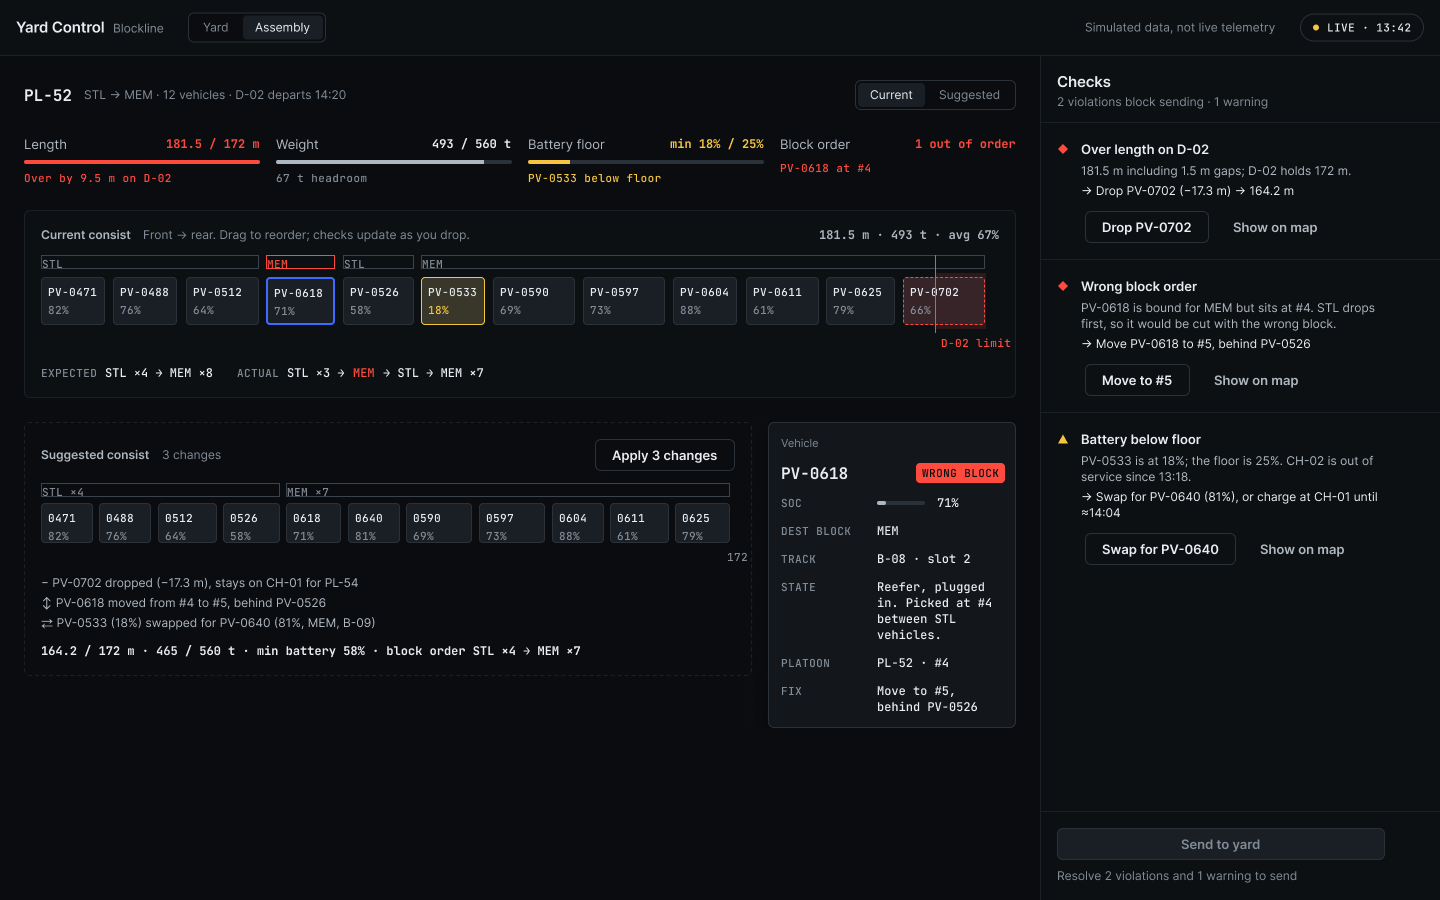 Yard Control Blockline Yard Assembly Simulated data, not live telemetry LIVE · 13:42
PL-52 STL → MEM · 12 vehicles · D-02 departs 14:20 Current Suggested
Length 181.5 / 172 m
Over by 9.5 m on D-02
Weight 493 / 560 t
67 t headroom
Battery floor min 18% / 25%
PV-0533 below floor
Block order 1 out of order
PV-0618 at #4
Current consist Front → rear. Drag to reorder; checks update as you drop. 181.5 m · 493 t · avg 67%
STL MEM STL MEM
PV-0471 PV-0488 PV-0512 PV-0618 PV-0526 PV-0533 PV-0590 PV-0597 PV-0604 PV-0611 PV-0625 PV-0702
82% 76% 64% 71% 58% 18% 69% 73% 88% 61% 79% 66%
D-02 limit
EXPECTED STL ×4 → MEM ×8 ACTUAL STL ×3 → MEM → STL → MEM ×7
Suggested consist 3 changes Apply 3 changes
STL ×4 MEM ×7
0471 0488 0512 0526 0618 0640 0590 0597 0604 0611 0625
82% 76% 64% 58% 71% 81% 69% 73% 88% 61% 79%
172
− PV-0702 dropped (−17.3 m), stays on CH-01 for PL-54
↕ PV-0618 moved from #4 to #5, behind PV-0526
⇄ PV-0533 (18%) swapped for PV-0640 (81%, MEM, B-09)
164.2 / 172 m · 465 / 560 t · min battery 58% · block order STL ×4 → MEM ×7
Vehicle
PV-0618 WRONG BLOCK
SOC 71%
DEST BLOCK MEM
TRACK B-08 · slot 2
STATE Reefer, plugged
in. Picked at #4
between STL
vehicles.
PLATOON PL-52 · #4
FIX Move to #5,
behind PV-0526
Checks
2 violations block sending · 1 warning
Over length on D-02
181.5 m including 1.5 m gaps; D-02 holds 172 m.
→ Drop PV-0702 (−17.3 m) → 164.2 m
Drop PV-0702 Show on map
Wrong block order
PV-0618 is bound for MEM but sits at #4. STL drops
first, so it would be cut with the wrong block.
→ Move PV-0618 to #5, behind PV-0526
Move to #5 Show on map
Battery below floor
PV-0533 is at 18%; the floor is 25%. CH-02 is out of
service since 13:18.
→ Swap for PV-0640 (81%), or charge at CH-01 until
≈14:04
Swap for PV-0640 Show on map
Send to yard
Resolve 2 violations and 1 warning to send